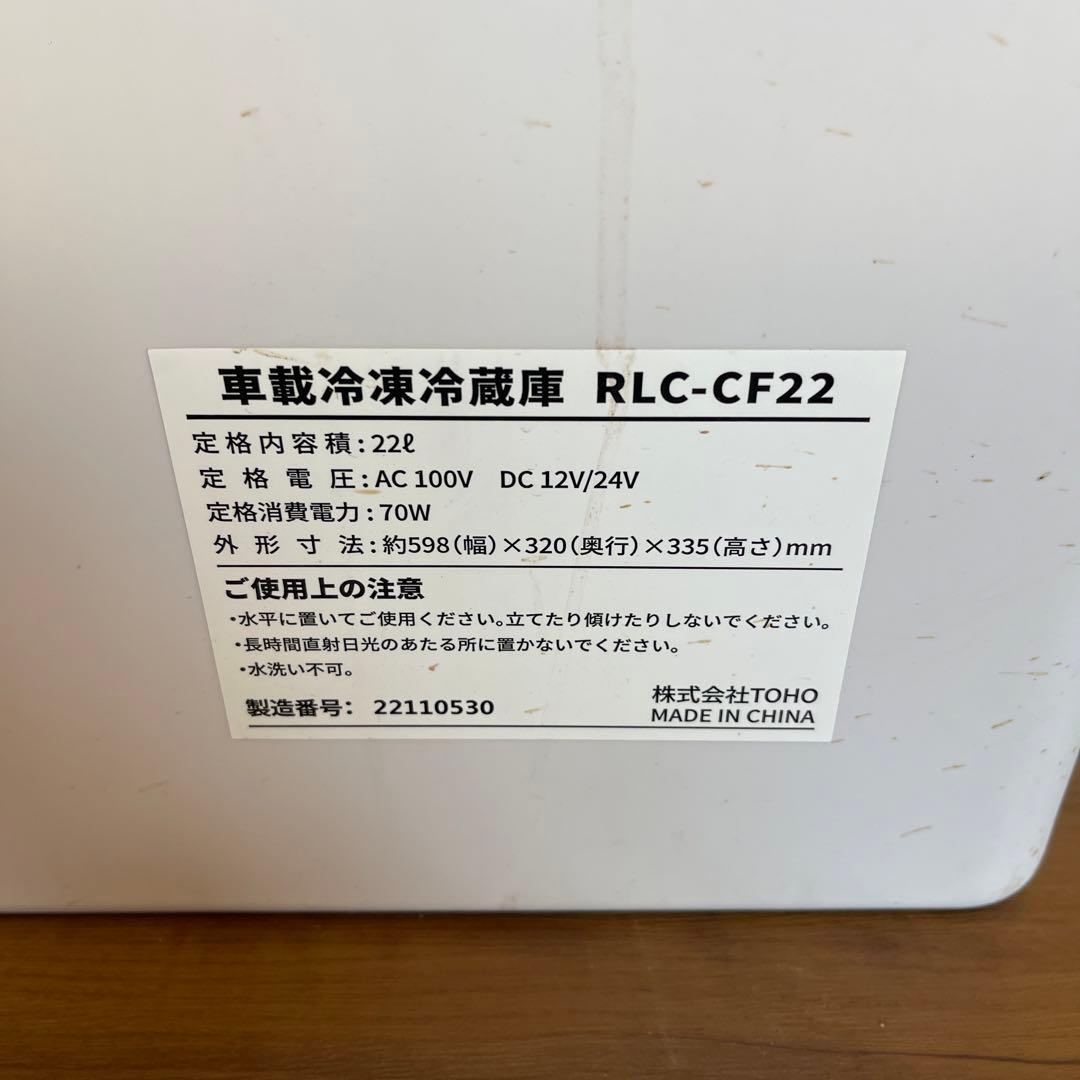 車載冷凍冷蔵庫 RLC-CF22
定格内容積:22ℓ
定格電圧:AC 100V DC 12V/24V
定格消費電力:70W
外形寸法:約598(幅)×320(奥行)×335(高さ)mm
ご使用上の注意
・水平に置いてご使用ください。立てたり傾けたりしないでください。
・長時間直射日光のあたる所に置かないでください。
・水洗い不可。
製造番号: 22110530
株式会社TOHO
MADE IN CHINA